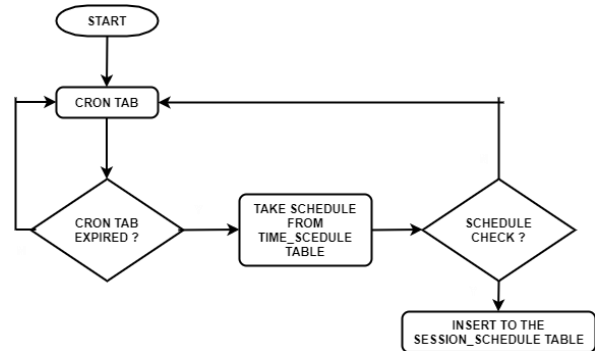 START
CRON TAB
CRON TAB
EXPIRED ?
TAKE SCHEDULE
FROM
TIME_SCEDULE
TABLE
SCHEDULE
CHECK ?
INSERT TO THE
SESSION_SCHEDULE TABLE